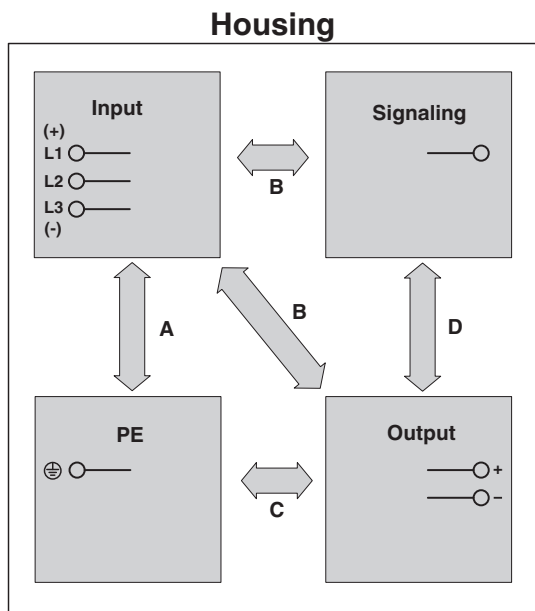 Housing
Input
(+)
L1
L2
L3
(-)
B
Signaling
A
B
D
PE
C
Output
+
–